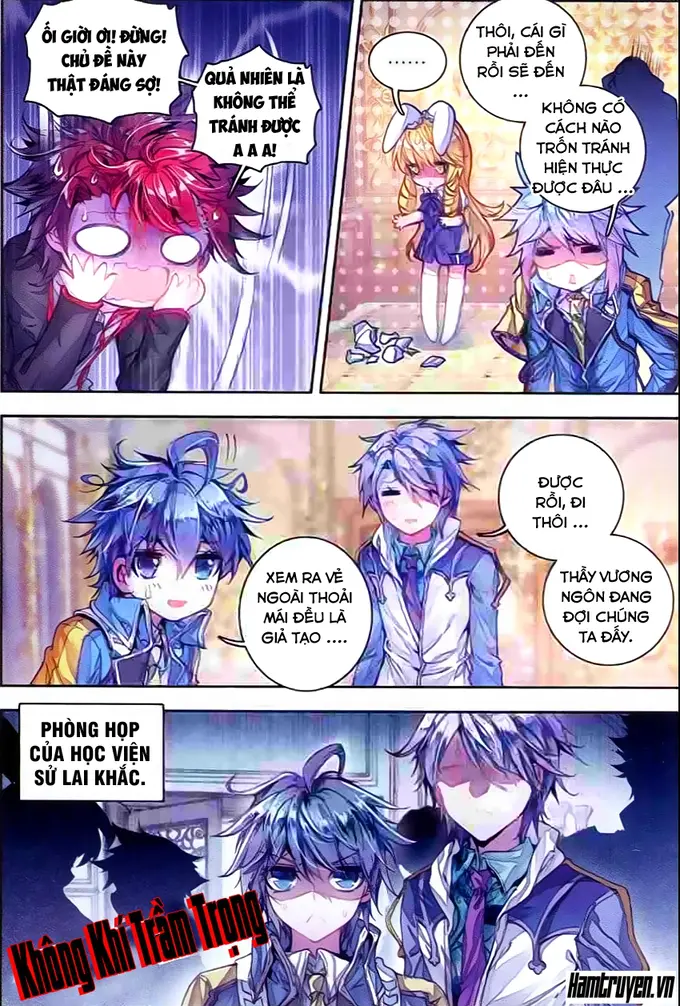 ỐI GIỜI ƠI! ĐỪNG!
CHỦ ĐỀ NÀY
THẬT ĐÁNG SỢ!
QUẢ NHIÊN LÀ
KHÔNG THỂ
TRÁNH ĐƯỢC
A A A!
......
THÔI, CÁI GÌ
PHẢI ĐẾN
RỒI SẼ ĐẾN
...
KHÔNG CÓ
CÁCH NÀO
TRỐN TRÁNH
HIỆN THỰC
ĐƯỢC ĐÂU ...
XEM RA VẺ
NGOÀI THOẢI
MÁI ĐỀU LÀ
GIẢ TẠO ....
ĐƯỢC
RỒI, ĐI
THÔI ...
THẦY VƯƠNG
NGÔN ĐANG
ĐỢI CHÚNG
TA ĐẤY.
PHÒNG HỌP
CỦA HỌC VIỆN
SỬ LAI KHẮC.
Không Khí Trầm Trọng
Hamtruyen.vn